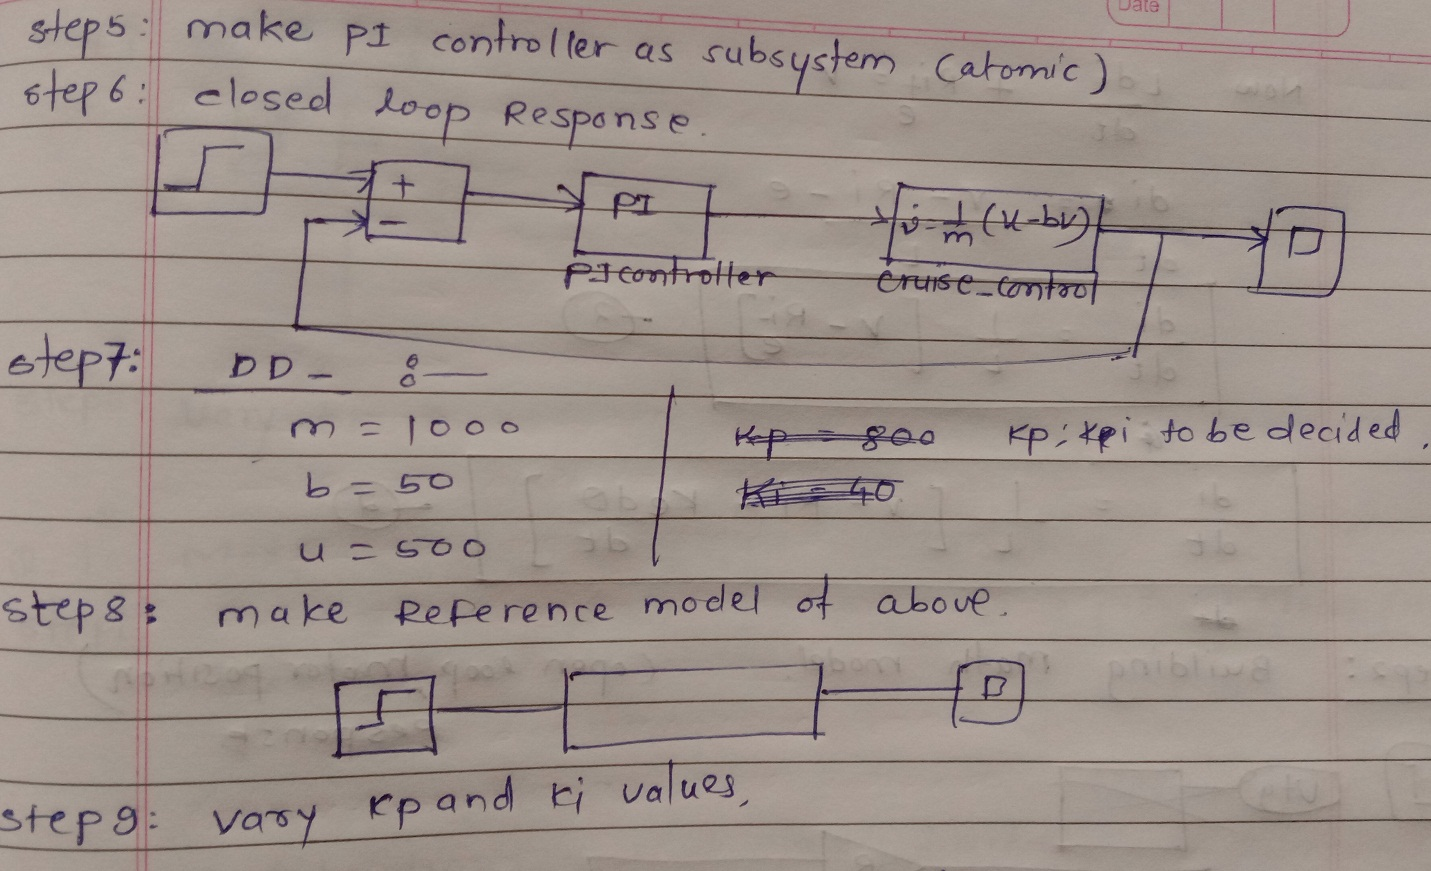 Date
step5: make PI controller as subsystem (atomic)
step6: closed loop Response.
+
-
PI
v̇ = 1/m (u-bv)
PI controller
cruise_control
step7: DD - :-
m = 1000
Kp = 800 Kp; Kpi to be decided.
b = 50
Ki = 40
u = 500
step8: make Reference model of above.
step9: vary Kp and Ki values,